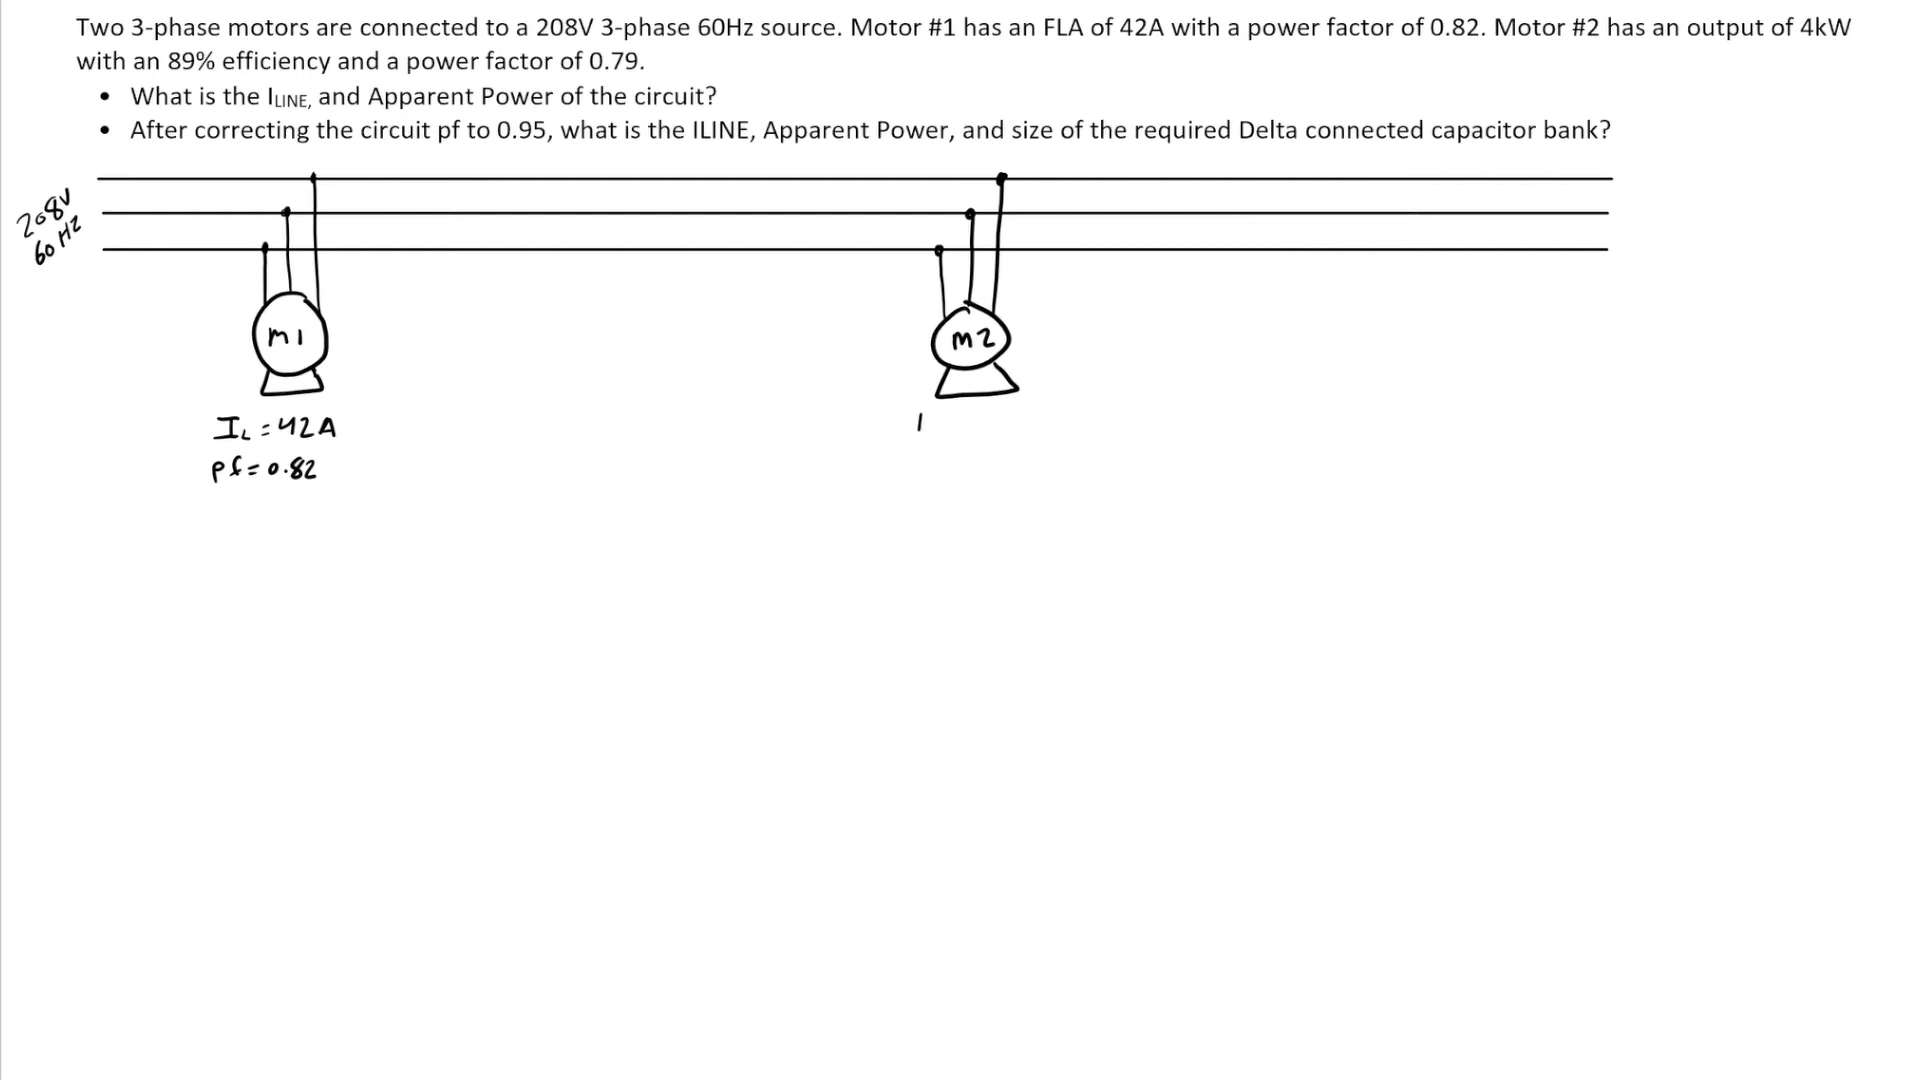 Two 3-phase motors are connected to a 208V 3-phase 60Hz source. Motor #1 has an FLA of 42A with a power factor of 0.82. Motor #2 has an output of 4kW
with an 89% efficiency and a power factor of 0.79.
• What is the ILINE, and Apparent Power of the circuit?
• After correcting the circuit pf to 0.95, what is the ILINE, Apparent Power, and size of the required Delta connected capacitor bank?
208V
60 Hz
m1
m2
IL = 42A
pf = 0.82